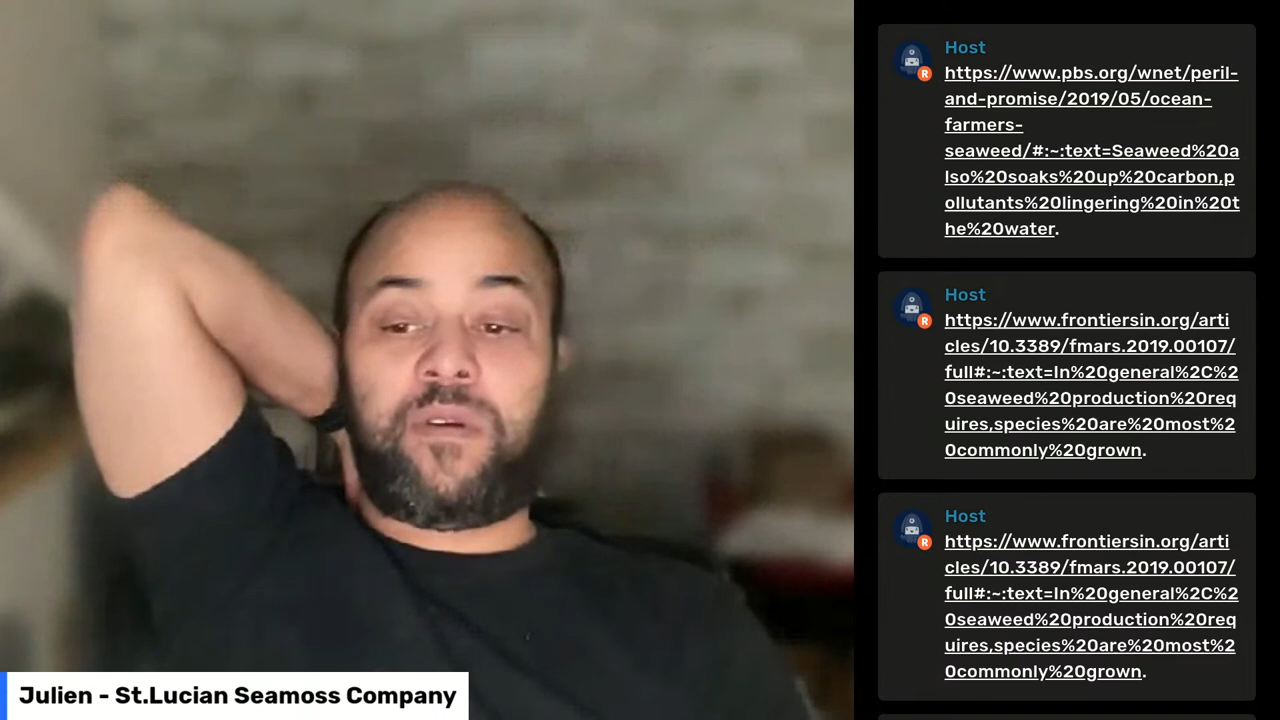 Host
https://www.pbs.org/wnet/peril-
and-promise/2019/05/ocean-
farmers-
seaweed/#:~:text=Seaweed%20a
lso%20soaks%20up%20carbon,p
ollutants%20lingering%20in%20t
he%20water.
Host
https://www.frontiersin.org/arti
cles/10.3389/fmars.2019.00107/
full#:~:text=In%20general%2C%2
0seaweed%20production%20req
uires,species%20are%20most%2
0commonly%20grown.
Host
https://www.frontiersin.org/arti
cles/10.3389/fmars.2019.00107/
full#:~:text=In%20general%2C%2
0seaweed%20production%20req
uires,species%20are%20most%2
0commonly%20grown.
Julien - St.Lucian Seamoss Company